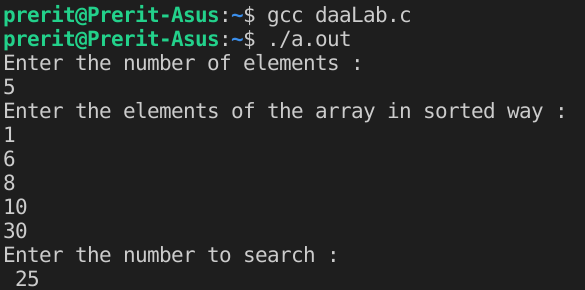 prerit@Prerit-Asus:~$ gcc daaLab.c
prerit@Prerit-Asus:~$ ./a.out
Enter the number of elements :
5
Enter the elements of the array in sorted way :
1
6
8
10
30
Enter the number to search :
 25